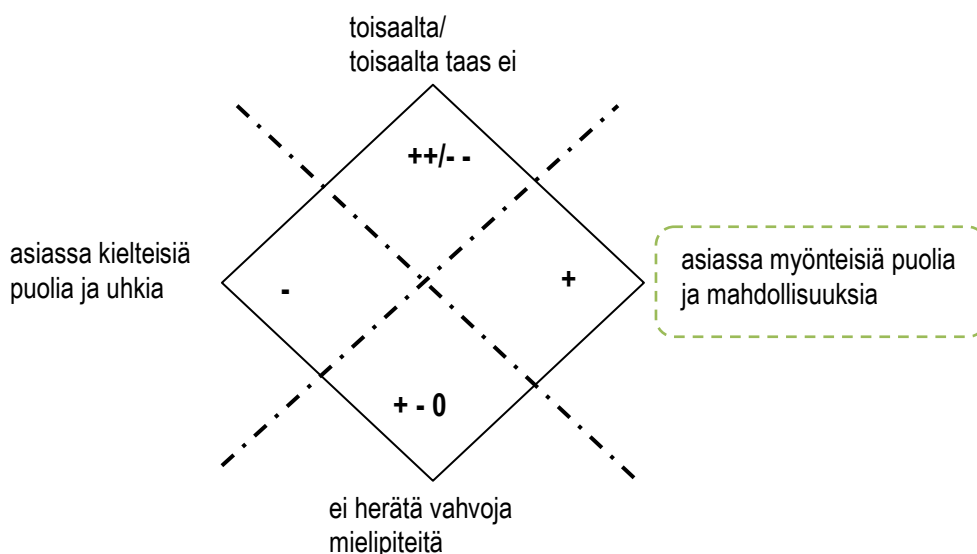 toisaalta/
toisaalta taas ei
++/- -
asiassa kielteisiä
puolia ja uhkia
-
+
asiassa myönteisiä puolia
ja mahdollisuuksia
+ - 0
ei herätä vahvoja
mielipiteitä